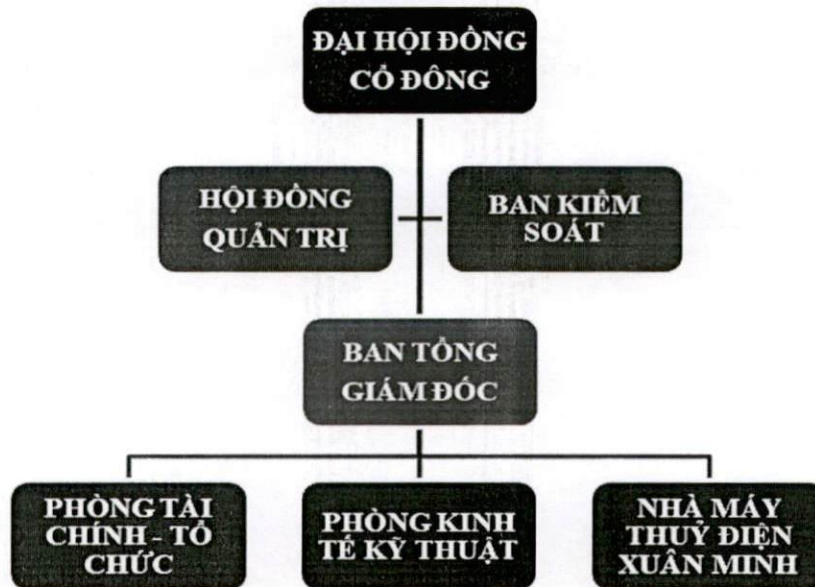 ĐẠI HỘI ĐỒNG
CỔ ĐÔNG
HỘI ĐỒNG
QUẢN TRỊ
BAN KIỂM
SOÁT
BAN TỔNG
GIÁM ĐỐC
PHÒNG TÀI
CHÍNH - TỔ
CHỨC
PHÒNG KINH
TẾ KỸ THUẬT
NHÀ MÁY
THUỶ ĐIỆN
XUÂN MINH